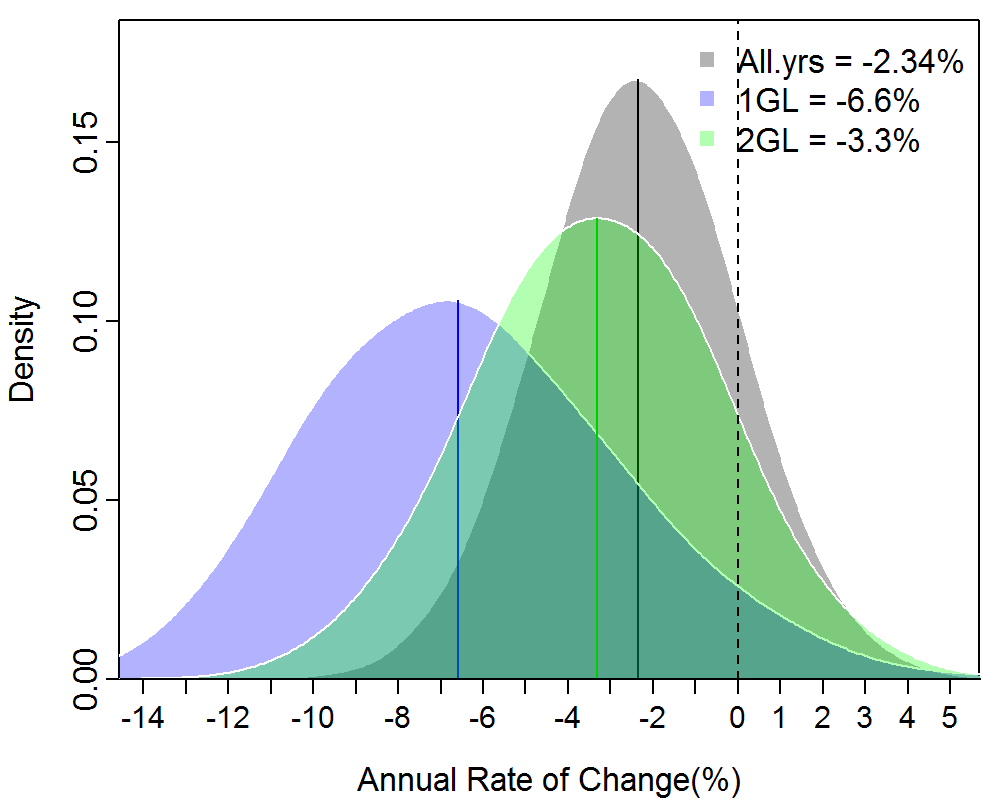 All.yrs = -2.34%
1GL = -6.6%
2GL = -3.3%
0.15
0.10
0.05
0.00
Density
-14 -12 -10 -8 -6 -4 -2 0 1 2 3 4 5
Annual Rate of Change(%)